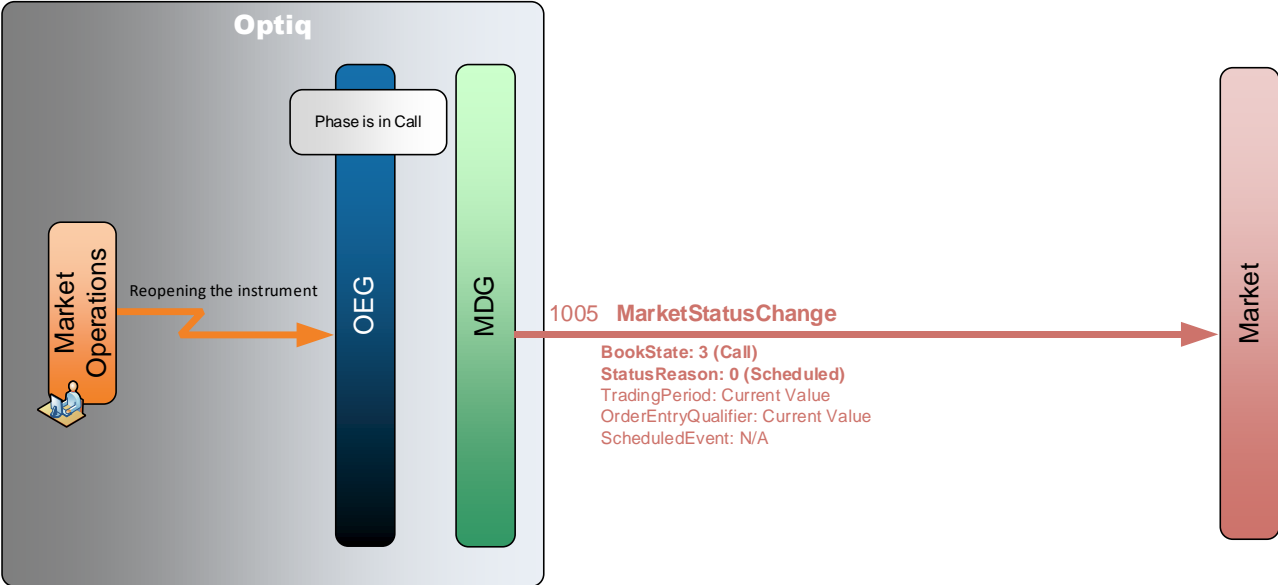 Optiq
Phase is in Call
Market
Operations
Reopening the instrument
OEG
MDG
1005 MarketStatusChange
BookState: 3 (Call)
StatusReason: 0 (Scheduled)
TradingPeriod: Current Value
OrderEntryQualifier: Current Value
ScheduledEvent: N/A
Market